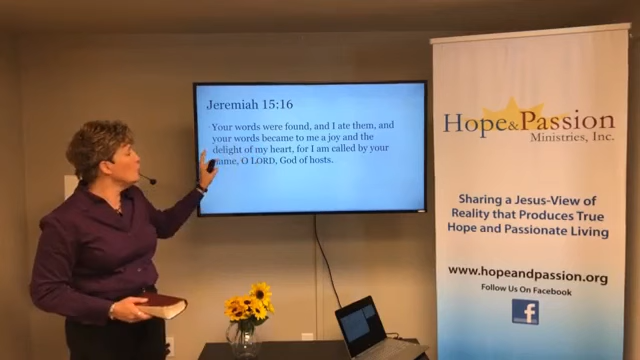 Jeremiah 15:16
Your words were found, and I ate them, and
your words became to me a joy and the
delight of my heart, for I am called by your
name, O LORD, God of hosts.
Hope&Passion
Ministries, Inc.
Sharing a Jesus-View of
Reality that Produces True
Hope and Passionate Living
www.hopeandpassion.org
Follow Us On Facebook
f